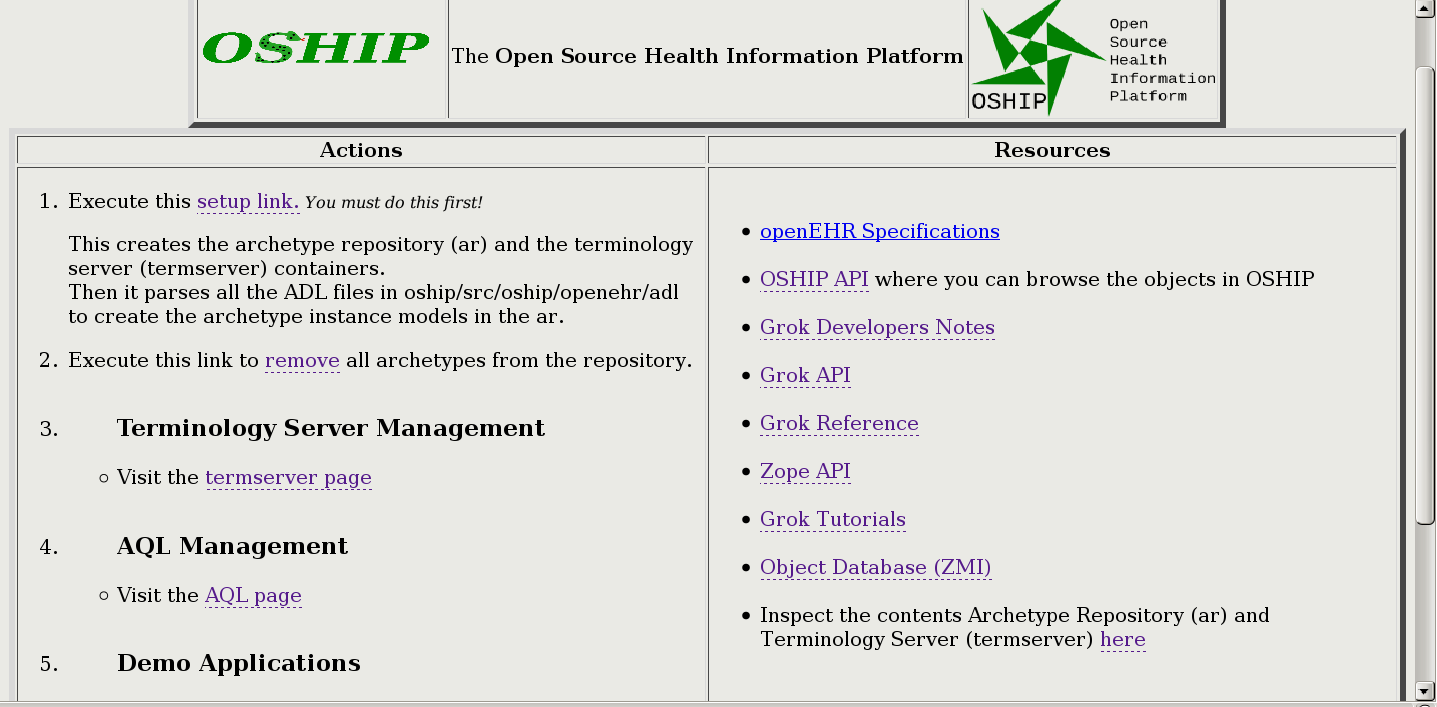 OSHIP
The Open Source Health Information Platform
Open
Source
Health
Information
Platform
OSHIP
Actions
Resources
1. Execute this setup link. You must do this first!
This creates the archetype repository (ar) and the terminology
server (termserver) containers.
Then it parses all the ADL files in oship/src/oship/openehr/adl
to create the archetype instance models in the ar.
2. Execute this link to remove all archetypes from the repository.
3. Terminology Server Management
Visit the termserver page
4. AQL Management
Visit the AQL page
5. Demo Applications
openEHR Specifications
OSHIP API where you can browse the objects in OSHIP
Grok Developers Notes
Grok API
Grok Reference
Zope API
Grok Tutorials
Object Database (ZMI)
Inspect the contents Archetype Repository (ar) and
Terminology Server (termserver) here